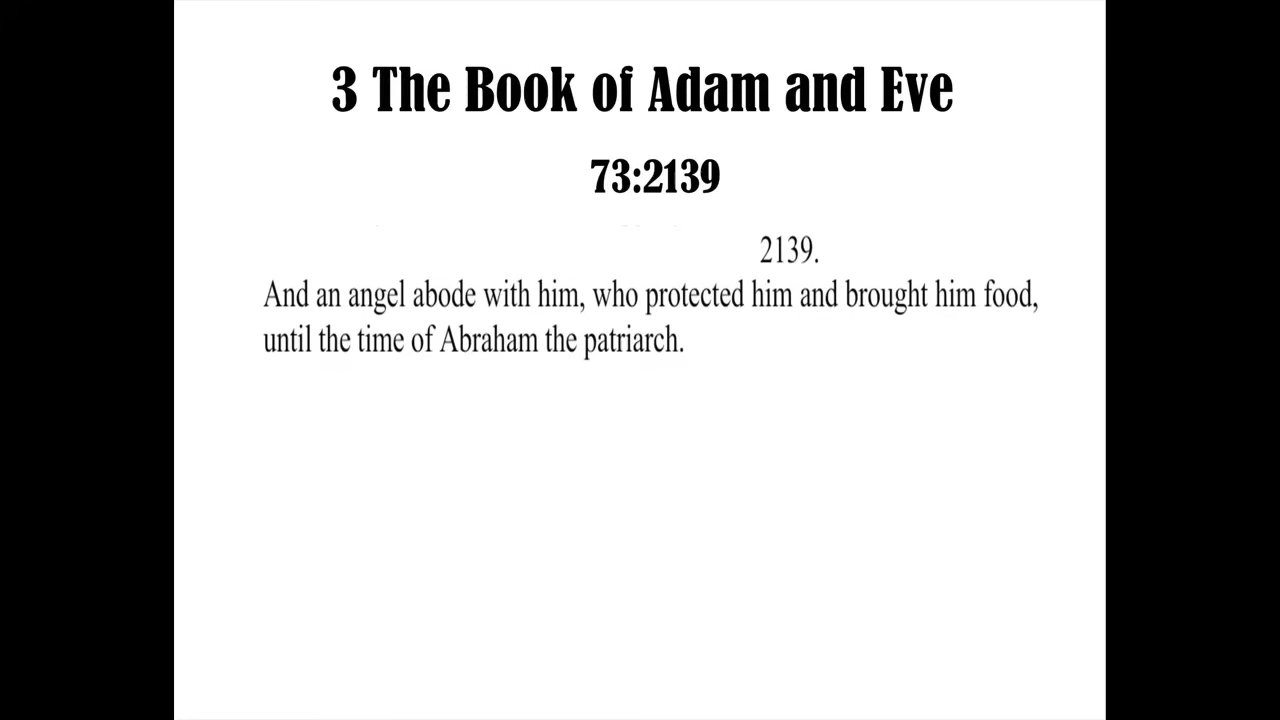 3 The Book of Adam and Eve
73:2139
2139.
And an angel abode with him, who protected him and brought him food,
until the time of Abraham the patriarch.